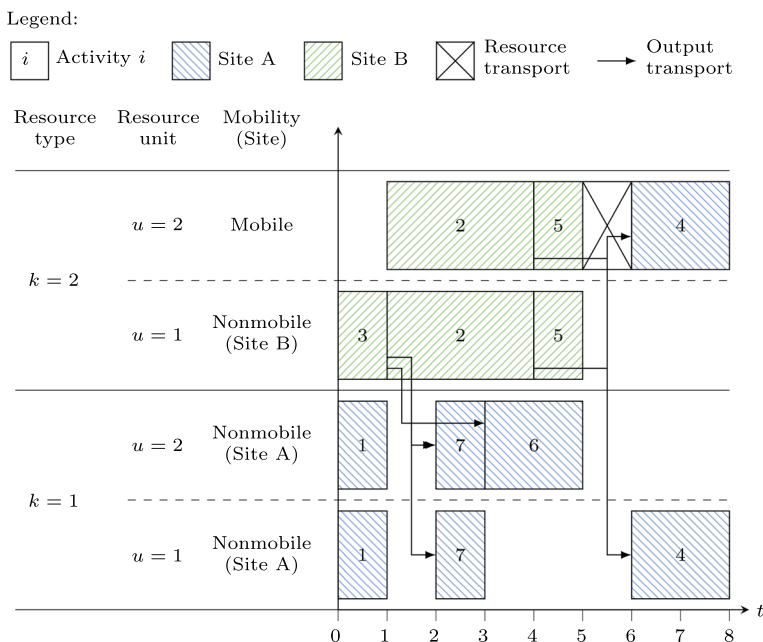 Legend:
i Activity i Site A Site B Resource transport Output transport
Resource type Resource unit Mobility (Site)
u = 2 Mobile 2 5 4
k = 2
u = 1 Nonmobile (Site B) 3 2 5
u = 2 Nonmobile (Site A) 1 7 6
k = 1
u = 1 Nonmobile (Site A) 1 7 4
0 1 2 3 4 5 6 7 8 t